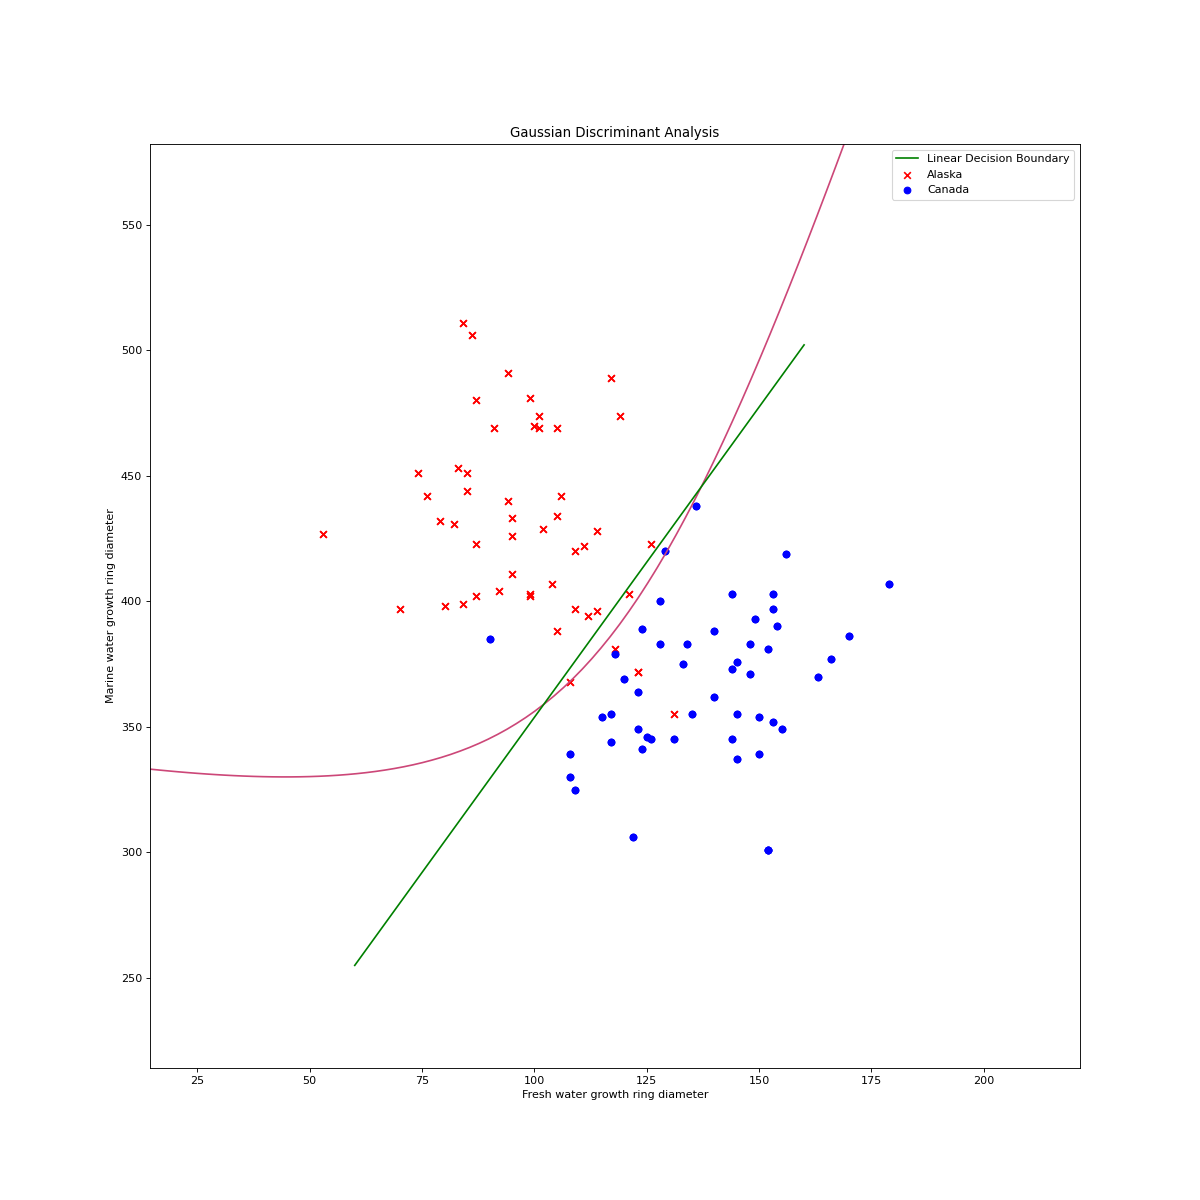 Gaussian Discriminant Analysis
Linear Decision Boundary
Alaska
Canada
Marine water growth ring diameter
550
500
450
400
350
300
250
25 50 75 100 125 150 175 200
Fresh water growth ring diameter